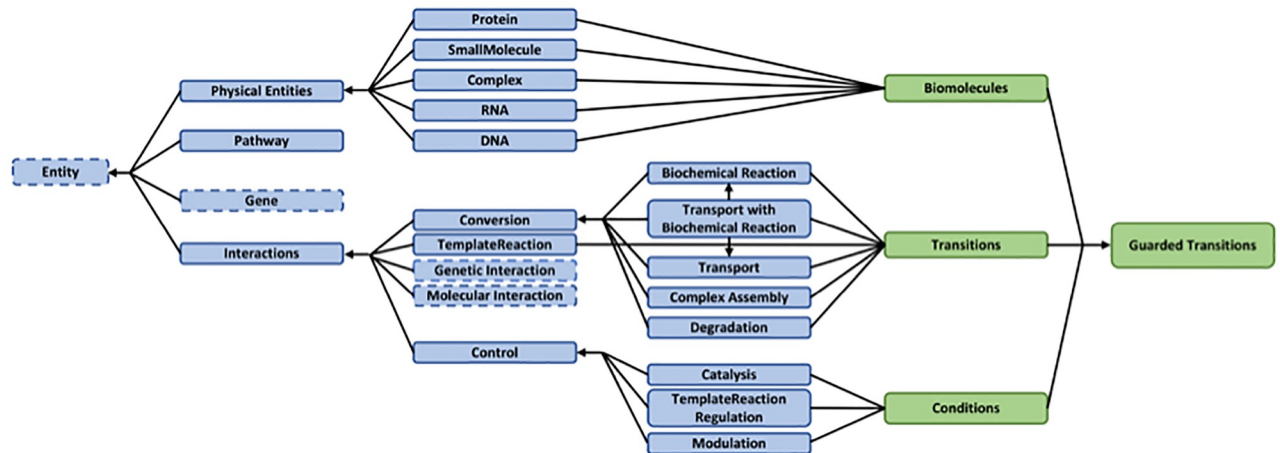 Entity
Physical Entities
Pathway
Gene
Interactions
Protein
SmallMolecule
Complex
RNA
DNA
Conversion
TemplateReaction
Genetic Interaction
Molecular Interaction
Control
Biochemical Reaction
Transport with
Biochemical Reaction
Transport
Complex Assembly
Degradation
Catalysis
TemplateReaction
Regulation
Modulation
Biomolecules
Transitions
Conditions
Guarded Transitions